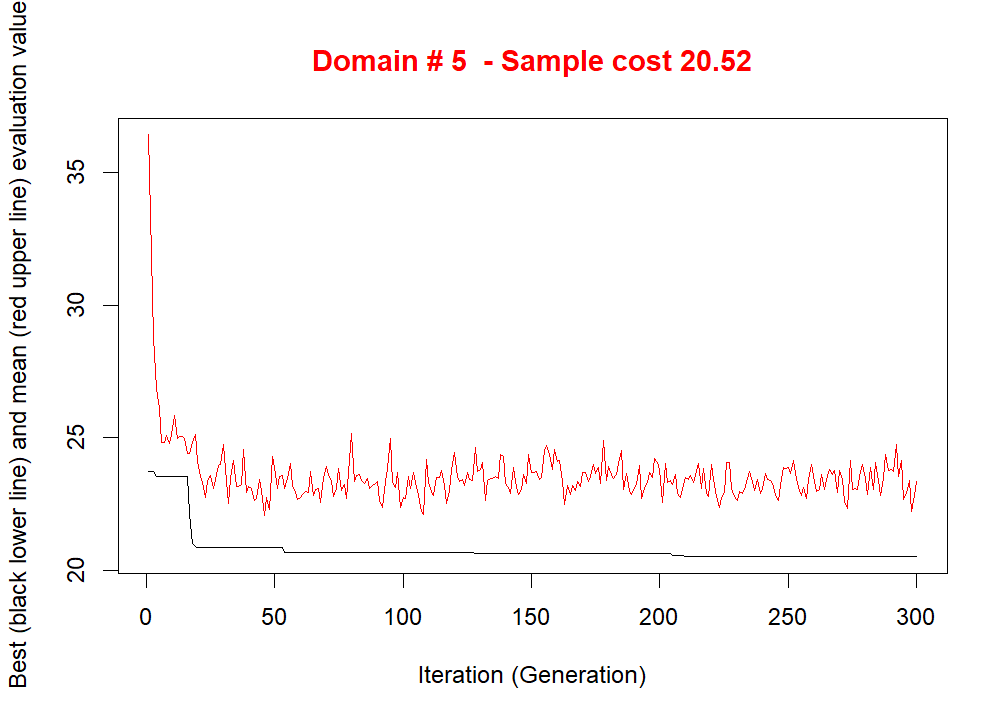 Domain # 5  - Sample cost 20.52
Best (black lower line) and mean (red upper line) evaluation value
35
30
25
20
0 50 100 150 200 250 300
Iteration (Generation)